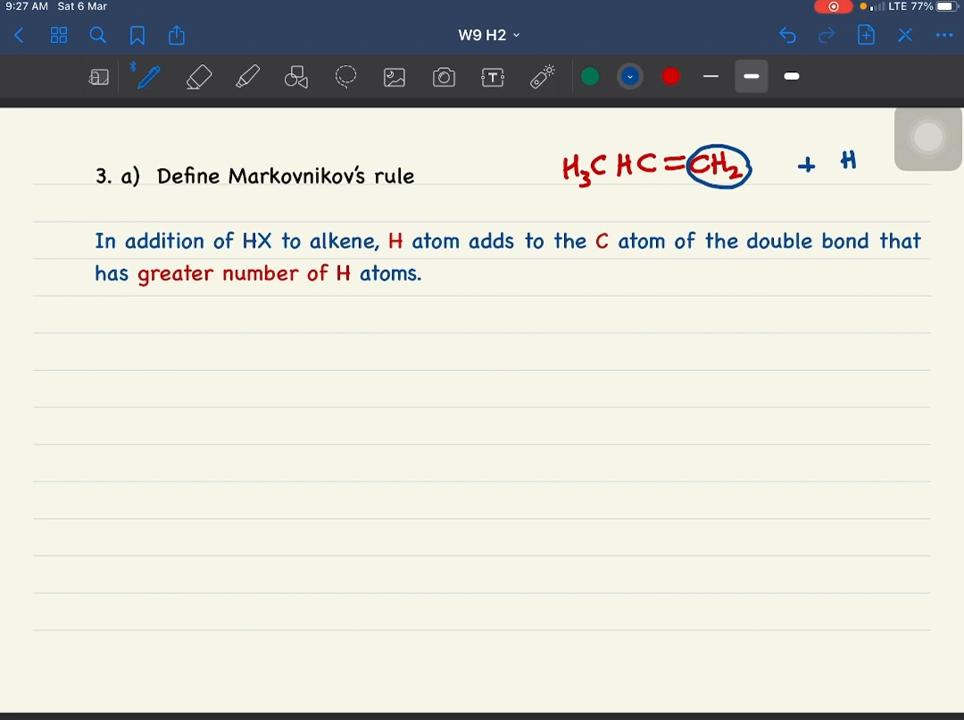 9:27 AM Sat 6 Mar LTE 77%
W9 H2
T
H₃C HC=CH₂ + H
3. a) Define Markovnikov's rule
In addition of HX to alkene, H atom adds to the C atom of the double bond that
has greater number of H atoms.